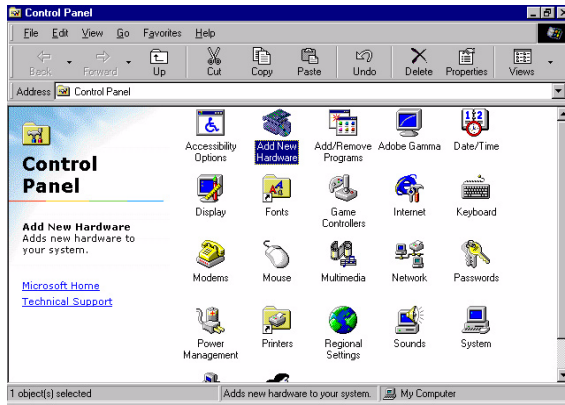 Control Panel
File Edit View Go Favorites Help
Back Forward Up Cut Copy Paste Undo Delete Properties Views
Address Control Panel
Control
Panel
Add New Hardware
Adds new hardware to
your system.
Microsoft Home
Technical Support
Accessibility
Options
Add New
Hardware
Add/Remove
Programs
Adobe Gamma
Date/Time
Display
Fonts
Game
Controllers
Internet
Keyboard
Modems
Mouse
Multimedia
Network
Passwords
Power
Management
Printers
Regional
Settings
Sounds
System
1 object(s) selected
Adds new hardware to your system.
My Computer